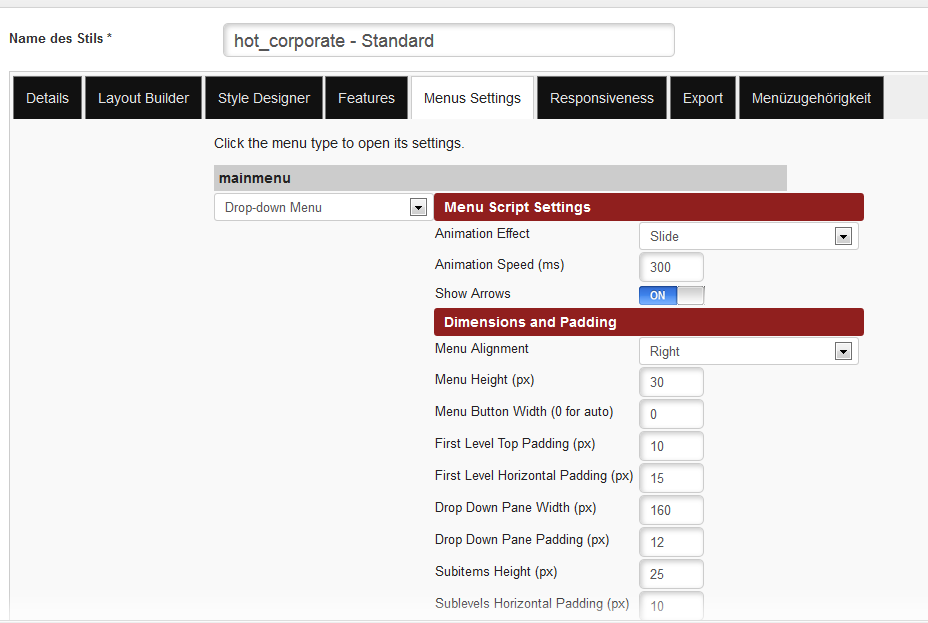 Name des Stils *
hot_corporate - Standard
Details
Layout Builder
Style Designer
Features
Menus Settings
Responsiveness
Export
Menüzugehörigkeit
Click the menu type to open its settings.
mainmenu
Drop-down Menu
Menu Script Settings
Animation Effect
Slide
Animation Speed (ms)
300
Show Arrows
ON
Dimensions and Padding
Menu Alignment
Right
Menu Height (px)
30
Menu Button Width (0 for auto)
0
First Level Top Padding (px)
10
First Level Horizontal Padding (px)
15
Drop Down Pane Width (px)
160
Drop Down Pane Padding (px)
12
Subitems Height (px)
25
Sublevels Horizontal Padding (px)
10